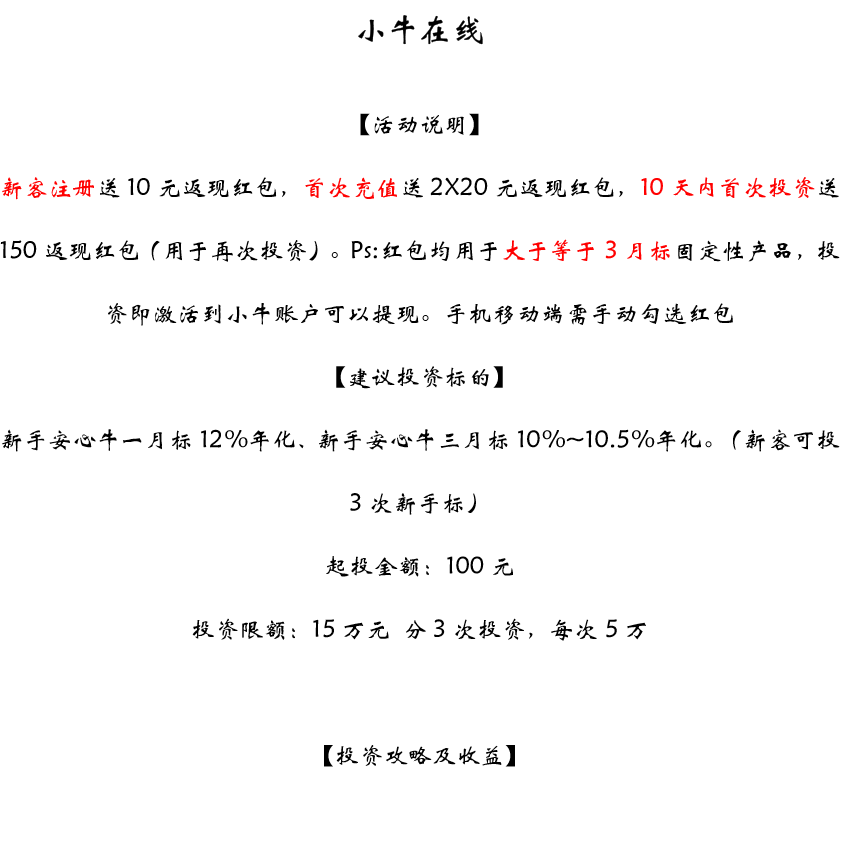 小牛在线
【活动说明】
新客注册送 10 元返现红包，首次充值送 2X20 元返现红包，10 天内首次投资送
150 返现红包（用于再次投资）。Ps:红包均用于大于等于 3 月标固定性产品，投
资即激活到小牛账户可以提现。手机移动端需手动勾选红包
【建议投资标的】
新手安心牛一月标 12%年化、新手安心牛三月标 10%~10.5%年化。（新客可投
3 次新手标）
起投金额：100 元
投资限额：15 万元 分 3 次投资，每次 5 万
【投资攻略及收益】